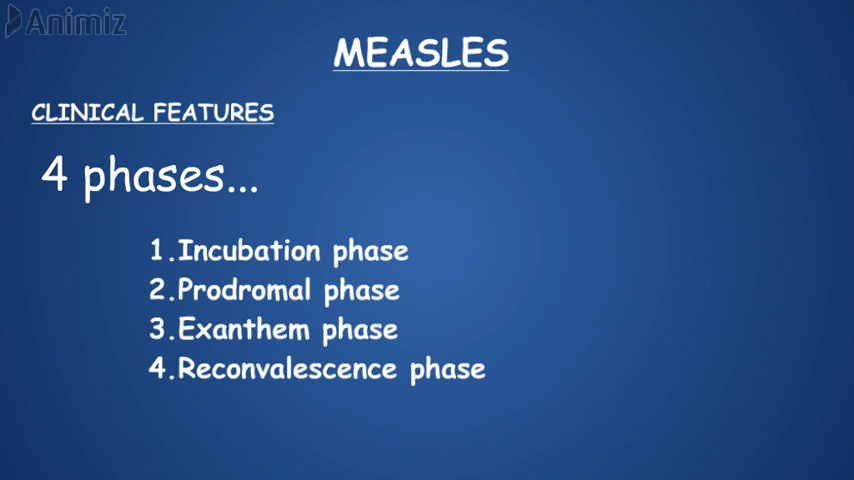 Animiz
MEASLES
CLINICAL FEATURES
4 phases...
1.Incubation phase
2.Prodromal phase
3.Exanthem phase
4.Reconvalescence phase